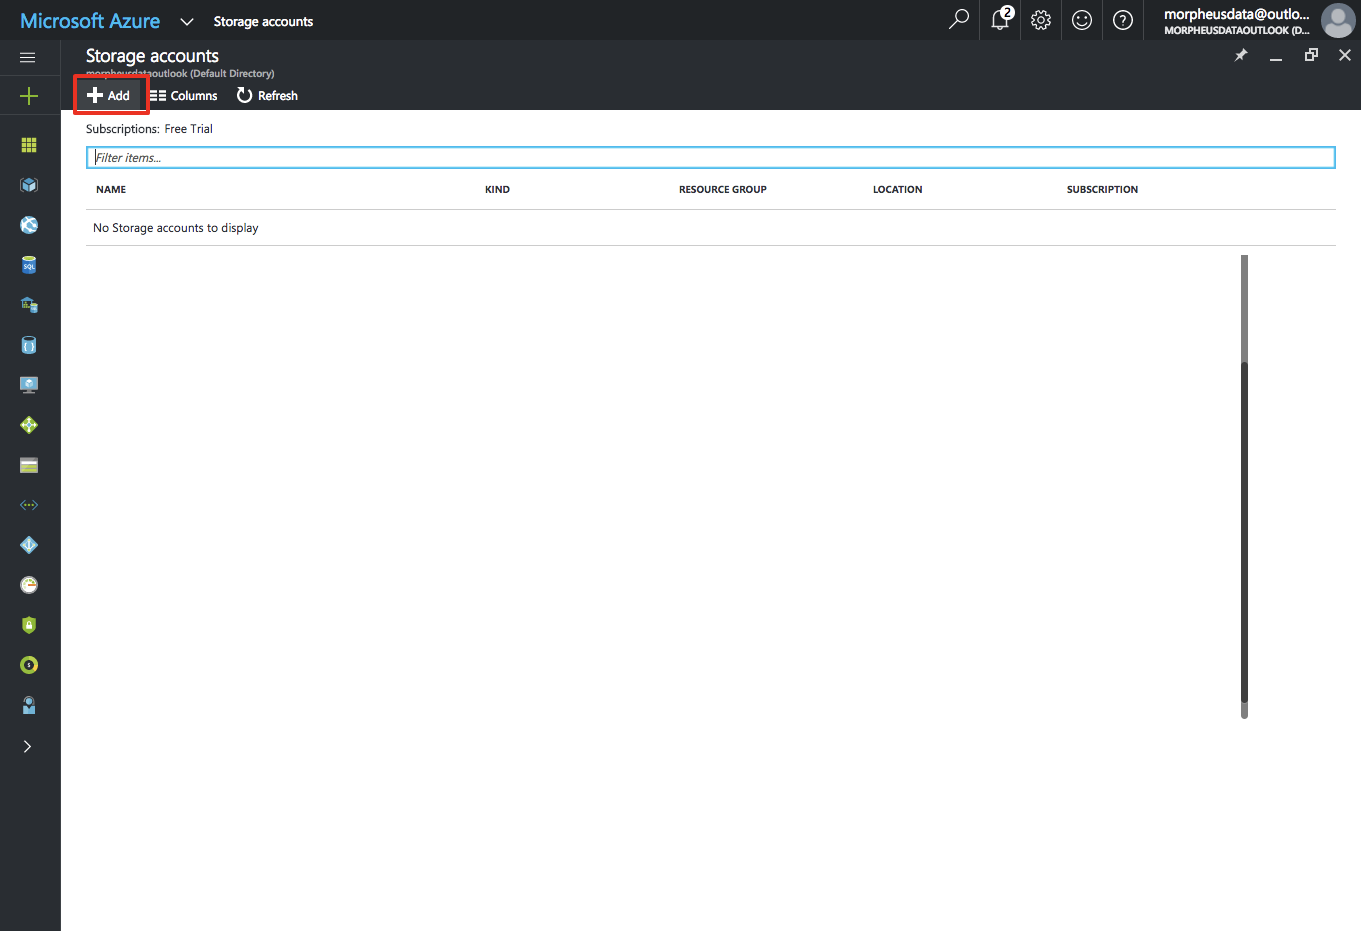 Microsoft Azure Storage accounts 2 morpheusdata@outlo...
MORPHEUSDATAOUTLOOK (D...
Storage accounts
morpheusdataoutlook (Default Directory)
Add Columns Refresh
Subscriptions: Free Trial
Filter items...
NAME KIND RESOURCE GROUP LOCATION SUBSCRIPTION
No Storage accounts to display
SQL